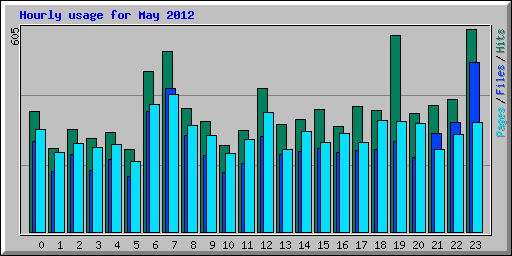 Hourly usage for May 2012
605
Pages / Files / Hits
0 1 2 3 4 5 6 7 8 9 10 11 12 13 14 15 16 17 18 19 20 21 22 23